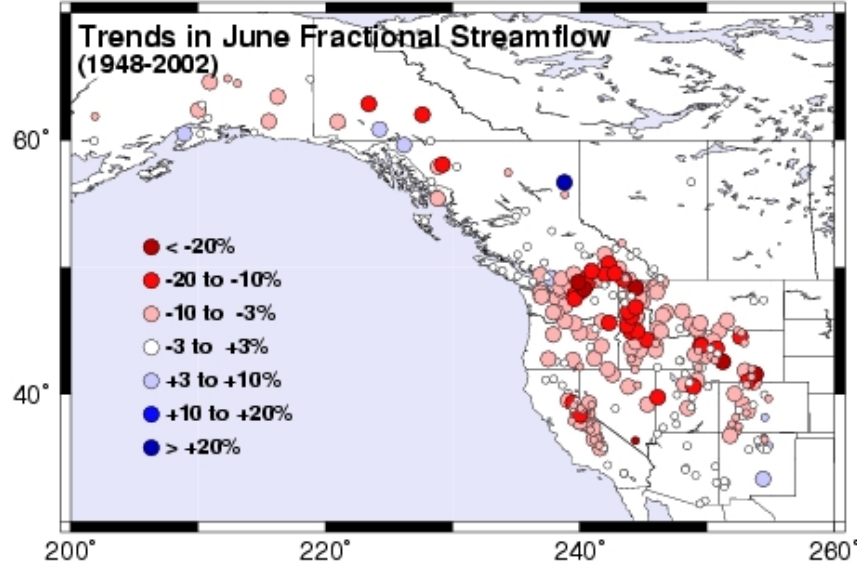 Trends in June Fractional Streamflow
(1948-2002)
60°
40°
< -20%
-20 to -10%
-10 to -3%
-3 to +3%
+3 to +10%
+10 to +20%
> +20%
200°
220°
240°
260°